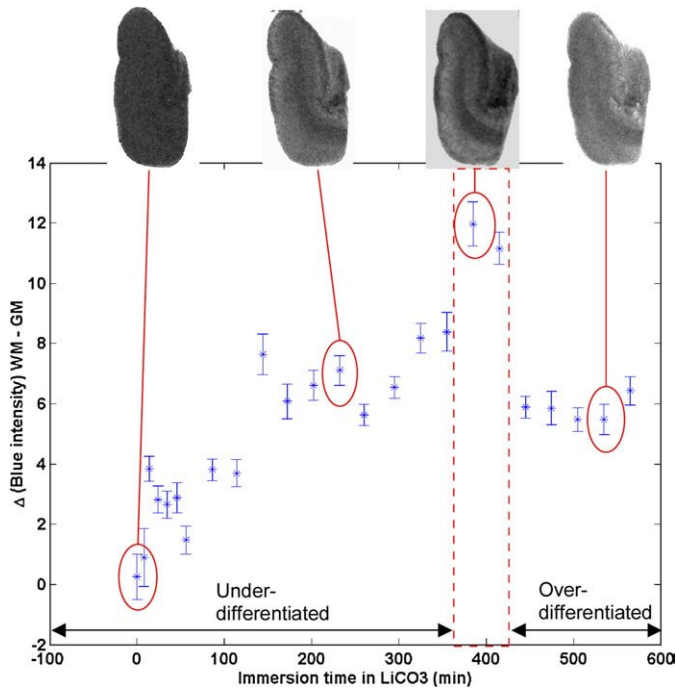 14
12
10
8
6
4
2
0
-2
Δ (Blue intensity) WM - GM
Under-
differentiated
Over-
differentiated
-100
0
100
200
300
400
500
600
Immersion time in LiCO3 (min)